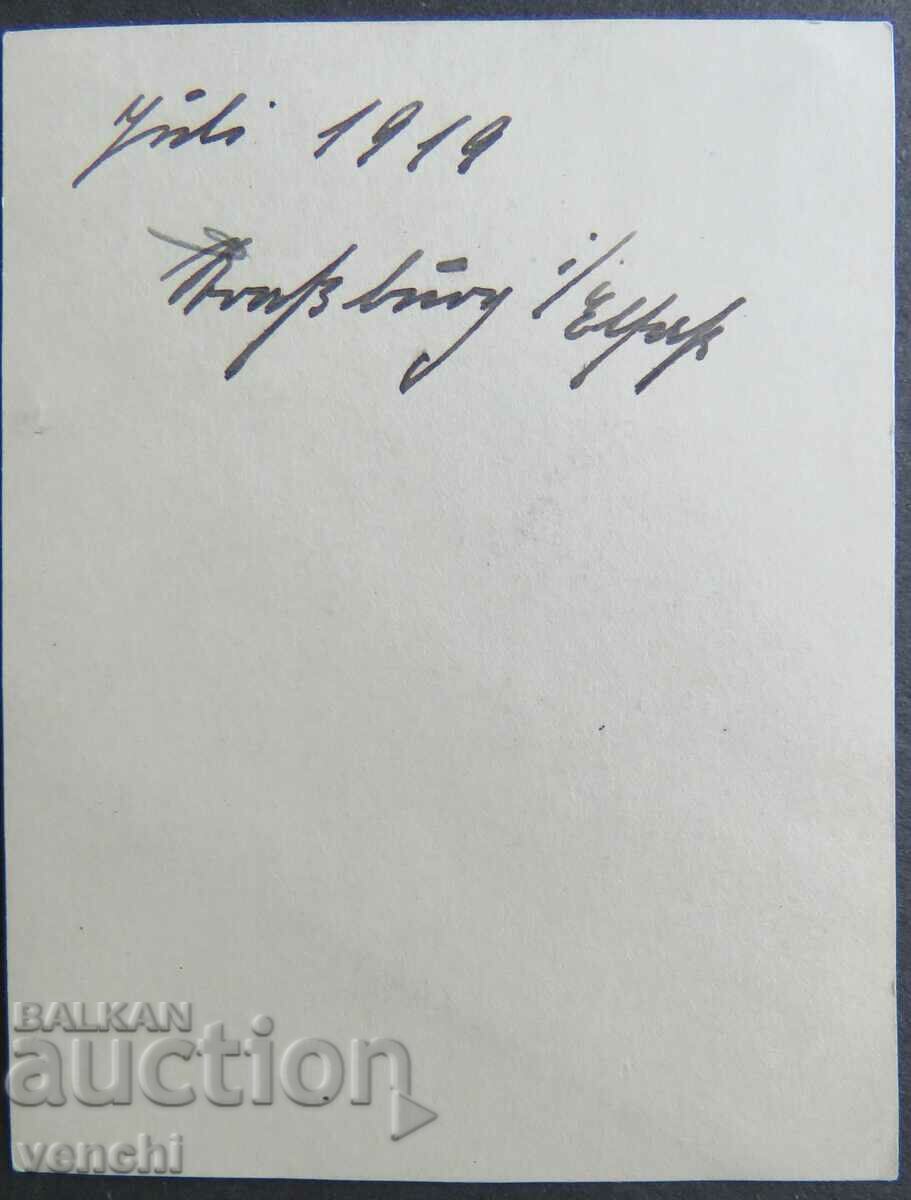 Juli 1919
Straßburg i/Elsaß
BALKAN
auction
venchi